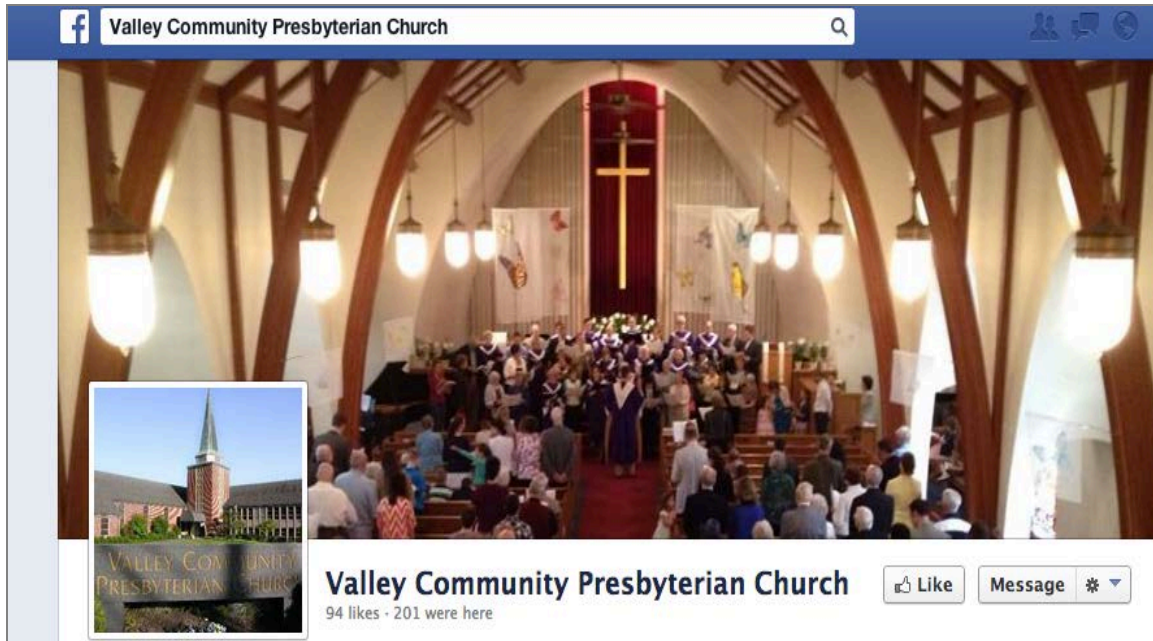 f
Valley Community Presbyterian Church
VALLEY COMMUNITY
PRESBYTERIAN CHURCH
Valley Community Presbyterian Church
Like
Message
94 likes · 201 were here